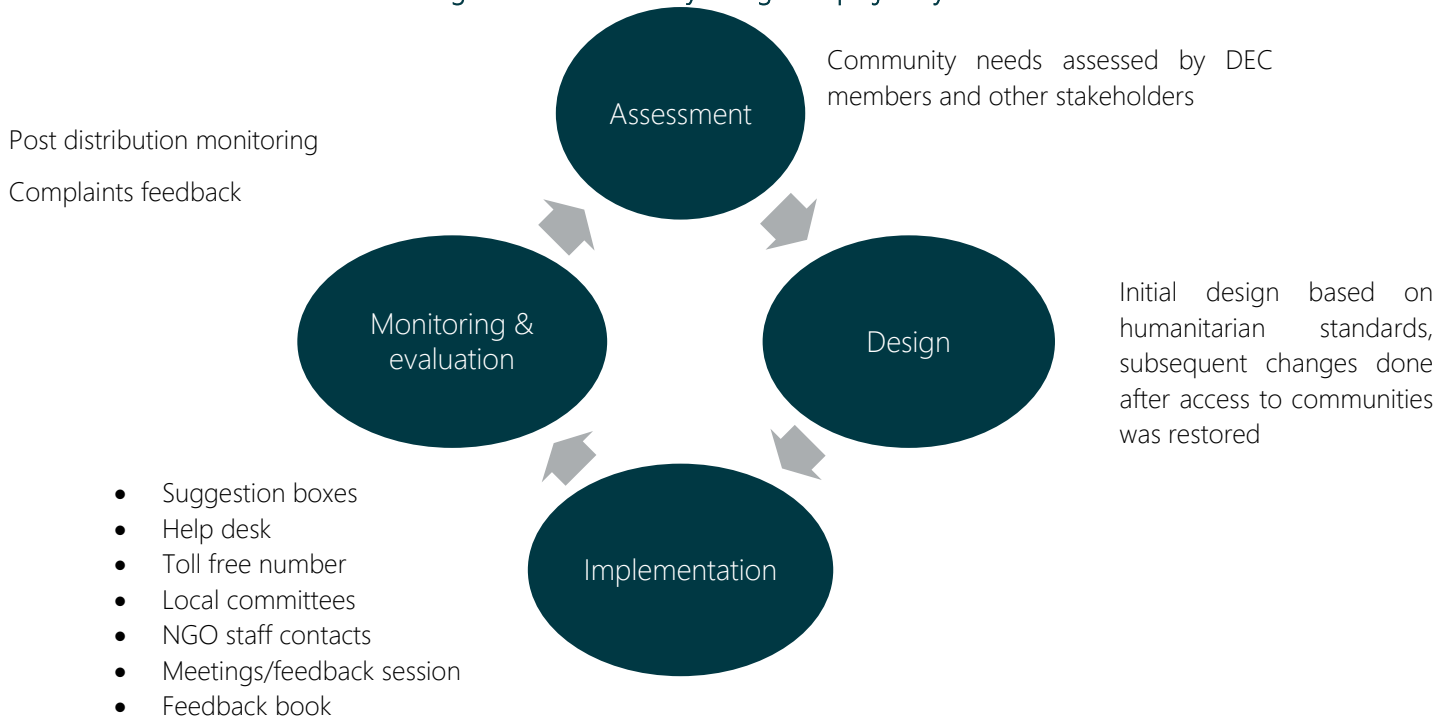 Community needs assessed by DEC
members and other stakeholders
Assessment
Post distribution monitoring
Complaints feedback
Monitoring &
evaluation
Design
Initial design based on
humanitarian standards,
subsequent changes done
after access to communities
was restored
Implementation
• Suggestion boxes
• Help desk
• Toll free number
• Local committees
• NGO staff contacts
• Meetings/feedback session
• Feedback book